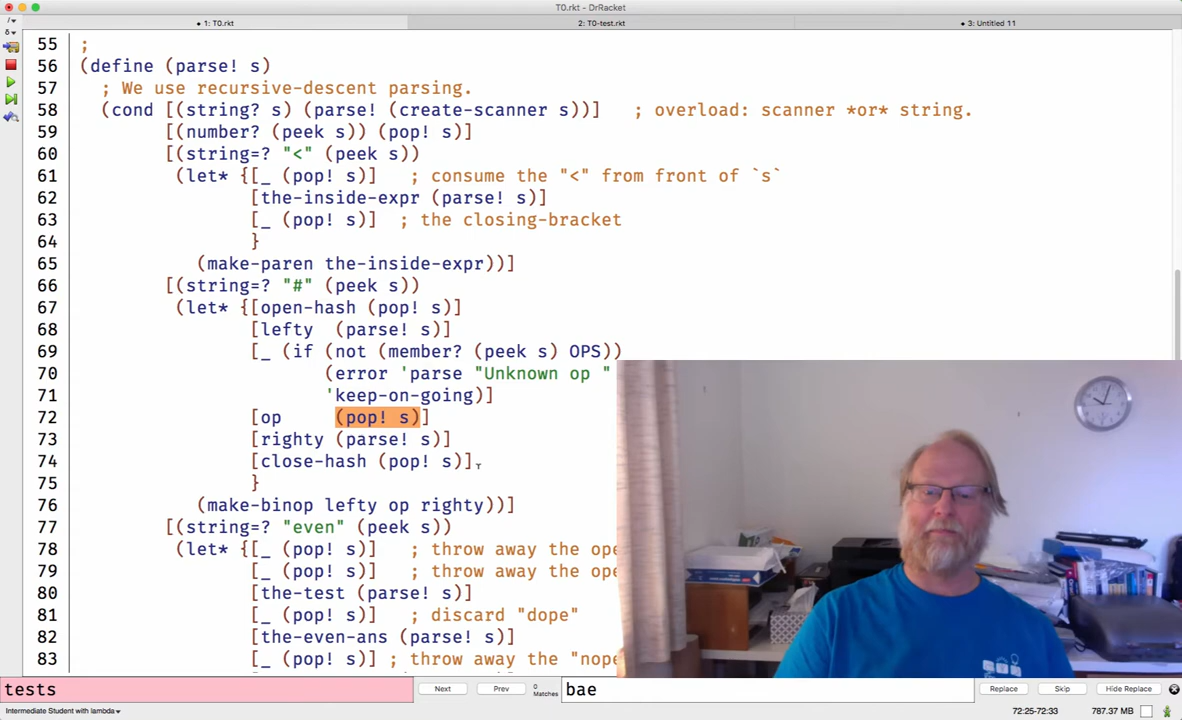 T0.rkt - DrRacket
1: T0.rkt
2: T0-test.rkt
3: Untitled 11
55 ;
56 (define (parse! s)
57 ; We use recursive-descent parsing.
58 (cond [(string? s) (parse! (create-scanner s))] ; overload: scanner *or* string.
59 [(number? (peek s)) (pop! s)]
60 [(string=? "<" (peek s))
61 (let* {[_ (pop! s)] ; consume the "<" from front of `s`
62 [the-inside-expr (parse! s)]
63 [_ (pop! s)] ; the closing-bracket
64 }
65 (make-paren the-inside-expr))]
66 [(string=? "#" (peek s))
67 (let* {[open-hash (pop! s)]
68 [lefty (parse! s)]
69 [_ (if (not (member? (peek s) OPS))
70 (error 'parse "Unknown op "
71 'keep-on-going)]
72 [op (pop! s)]
73 [righty (parse! s)]
74 [close-hash (pop! s)]
75 }
76 (make-binop lefty op righty))]
77 [(string=? "even" (peek s))
78 (let* {[_ (pop! s)] ; throw away the ope
79 [_ (pop! s)] ; throw away the ope
80 [the-test (parse! s)]
81 [_ (pop! s)] ; discard "dope"
82 [the-even-ans (parse! s)]
83 [_ (pop! s)] ; throw away the "nope
tests
Next
Prev
0
Matches
bae
Replace
Skip
Hide Replace
Intermediate Student with lambda
72:25-72:33
787.37 MB